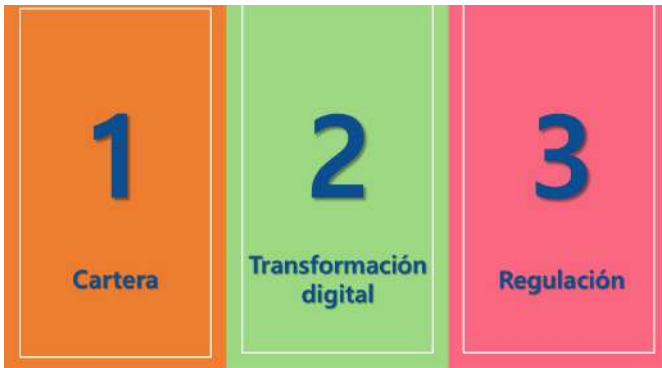 1
Cartera
2
Transformación
digital
3
Regulación